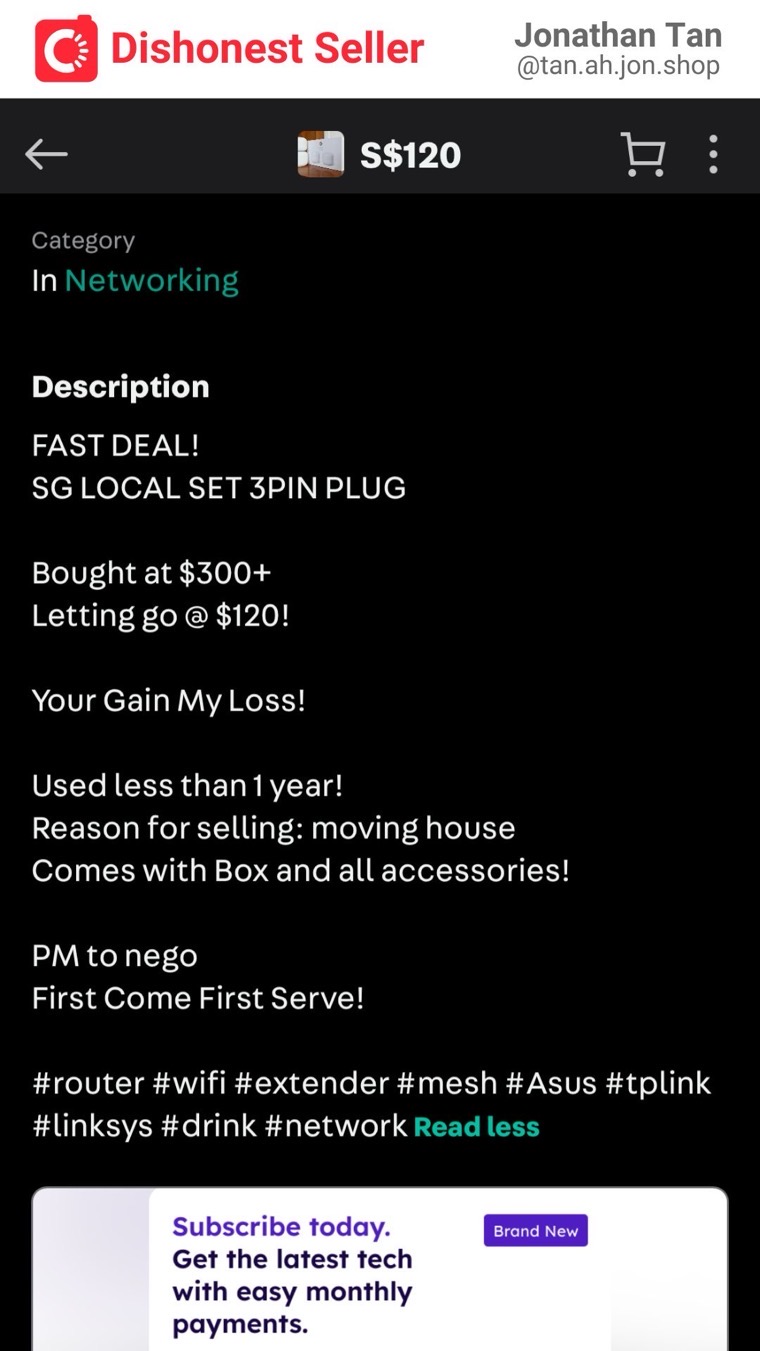 Dishonest Seller
Jonathan Tan
@tan.ah.jon.shop
S$120
Category
In Networking
Description
FAST DEAL!
SG LOCAL SET 3PIN PLUG
Bought at $300+
Letting go @ $120!
Your Gain My Loss!
Used less than 1 year!
Reason for selling: moving house
Comes with Box and all accessories!
PM to nego
First Come First Serve!
#router #wifi #extender #mesh #Asus #tplink
#linksys #drink #network Read less
Subscribe today.
Brand New
Get the latest tech
with easy monthly
payments.